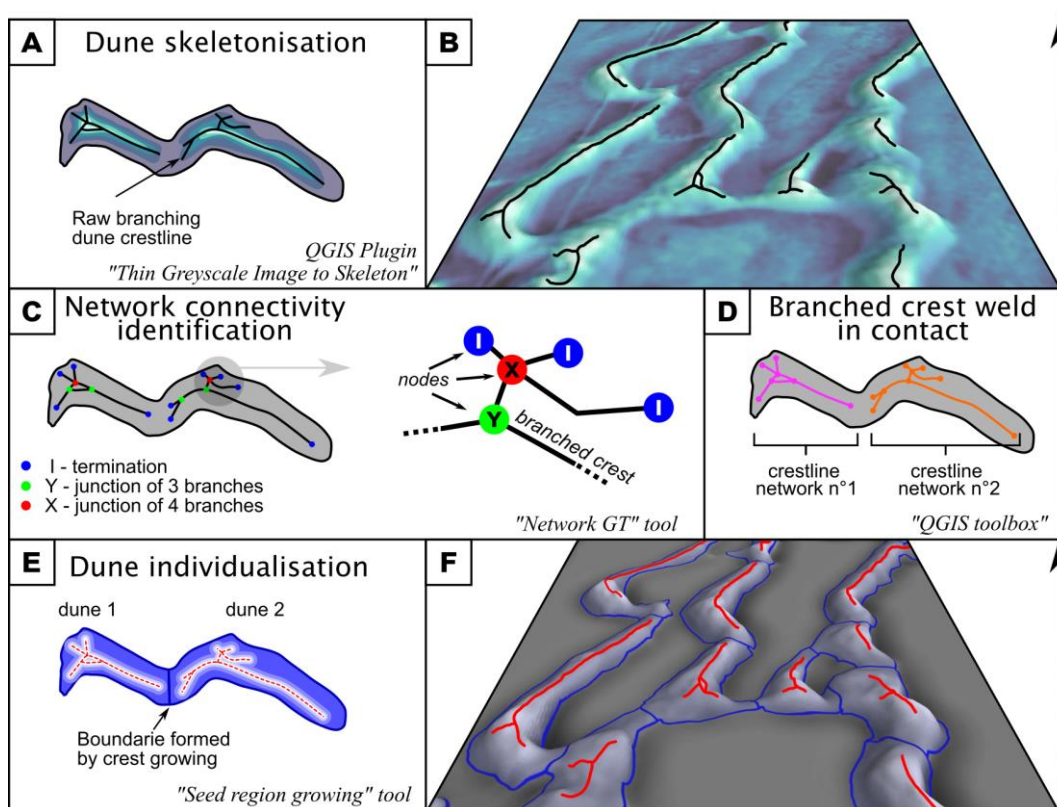 A
Dune skeletonisation
Raw branching
dune crestline
QGIS Plugin
"Thin Greyscale Image to Skeleton"
B
C
Network connectivity
identification
I
I
X
nodes
I
Y
branched crest
I - termination
Y - junction of 3 branches
X - junction of 4 branches
"Network GT" tool
D
Branched crest weld
in contact
crestline
network n°1
crestline
network n°2
"QGIS toolbox"
E
Dune individualisation
dune 1
dune 2
Boundarie formed
by crest growing
"Seed region growing" tool
F